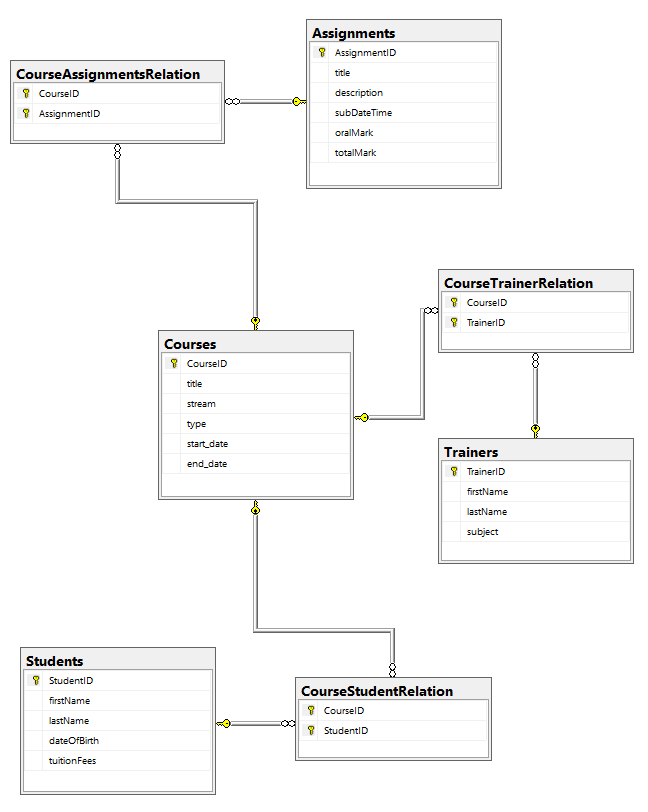 Assignments
AssignmentID
title
description
subDateTime
oralMark
totalMark
CourseAssignmentsRelation
CourseID
AssignmentID
CourseTrainerRelation
CourseID
TrainerID
Courses
CourseID
title
stream
type
start_date
end_date
Trainers
TrainerID
firstName
lastName
subject
Students
StudentID
firstName
lastName
dateOfBirth
tuitionFees
CourseStudentRelation
CourseID
StudentID